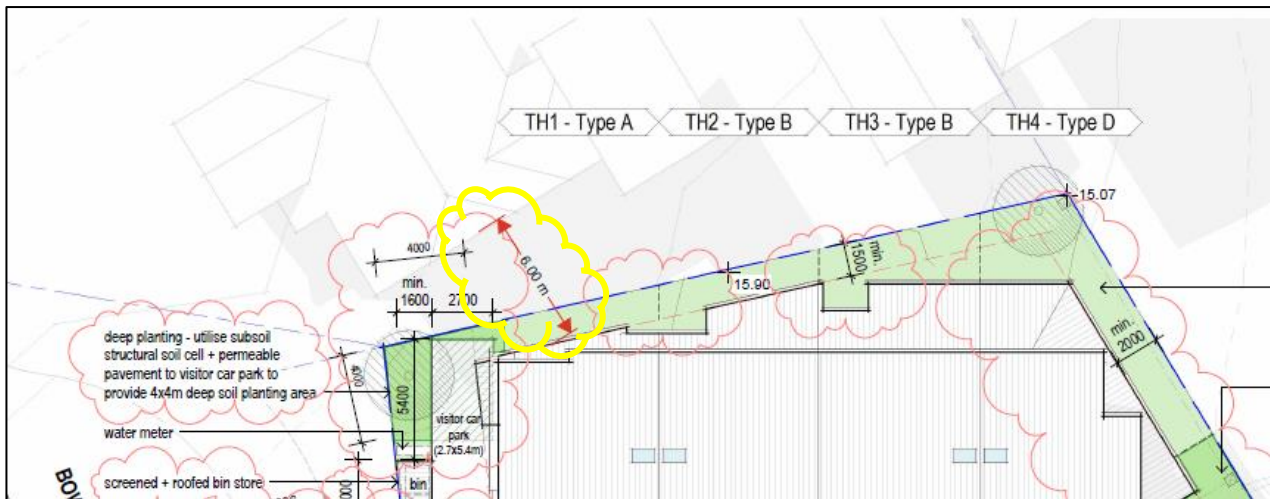 TH1 - Type A
TH2 - Type B
TH3 - Type B
TH4 - Type D
15.07
4000
6.00 m
min.
1500
min.
1600
2700
15.90
deep planting - utilise subsoil
structural soil cell + permeable
pavement to visitor car park to
provide 4x4m deep soil planting area
4000
5400
min.
2000
visitor car
park
(2.7x5.4m)
water meter
screened + roofed bin store
bin